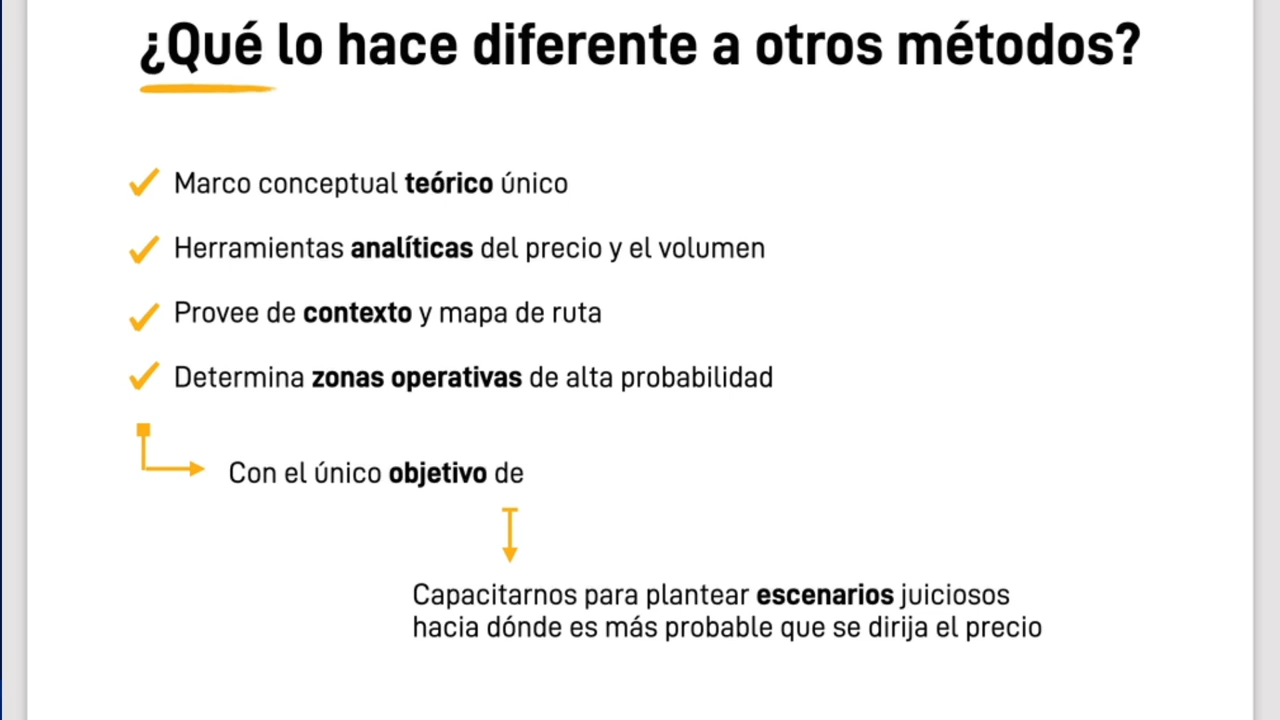 ¿Qué lo hace diferente a otros métodos?
Marco conceptual teórico único
Herramientas analíticas del precio y el volumen
Provee de contexto y mapa de ruta
Determina zonas operativas de alta probabilidad
Con el único objetivo de
Capacitarnos para plantear escenarios juiciosos
hacia dónde es más probable que se dirija el precio